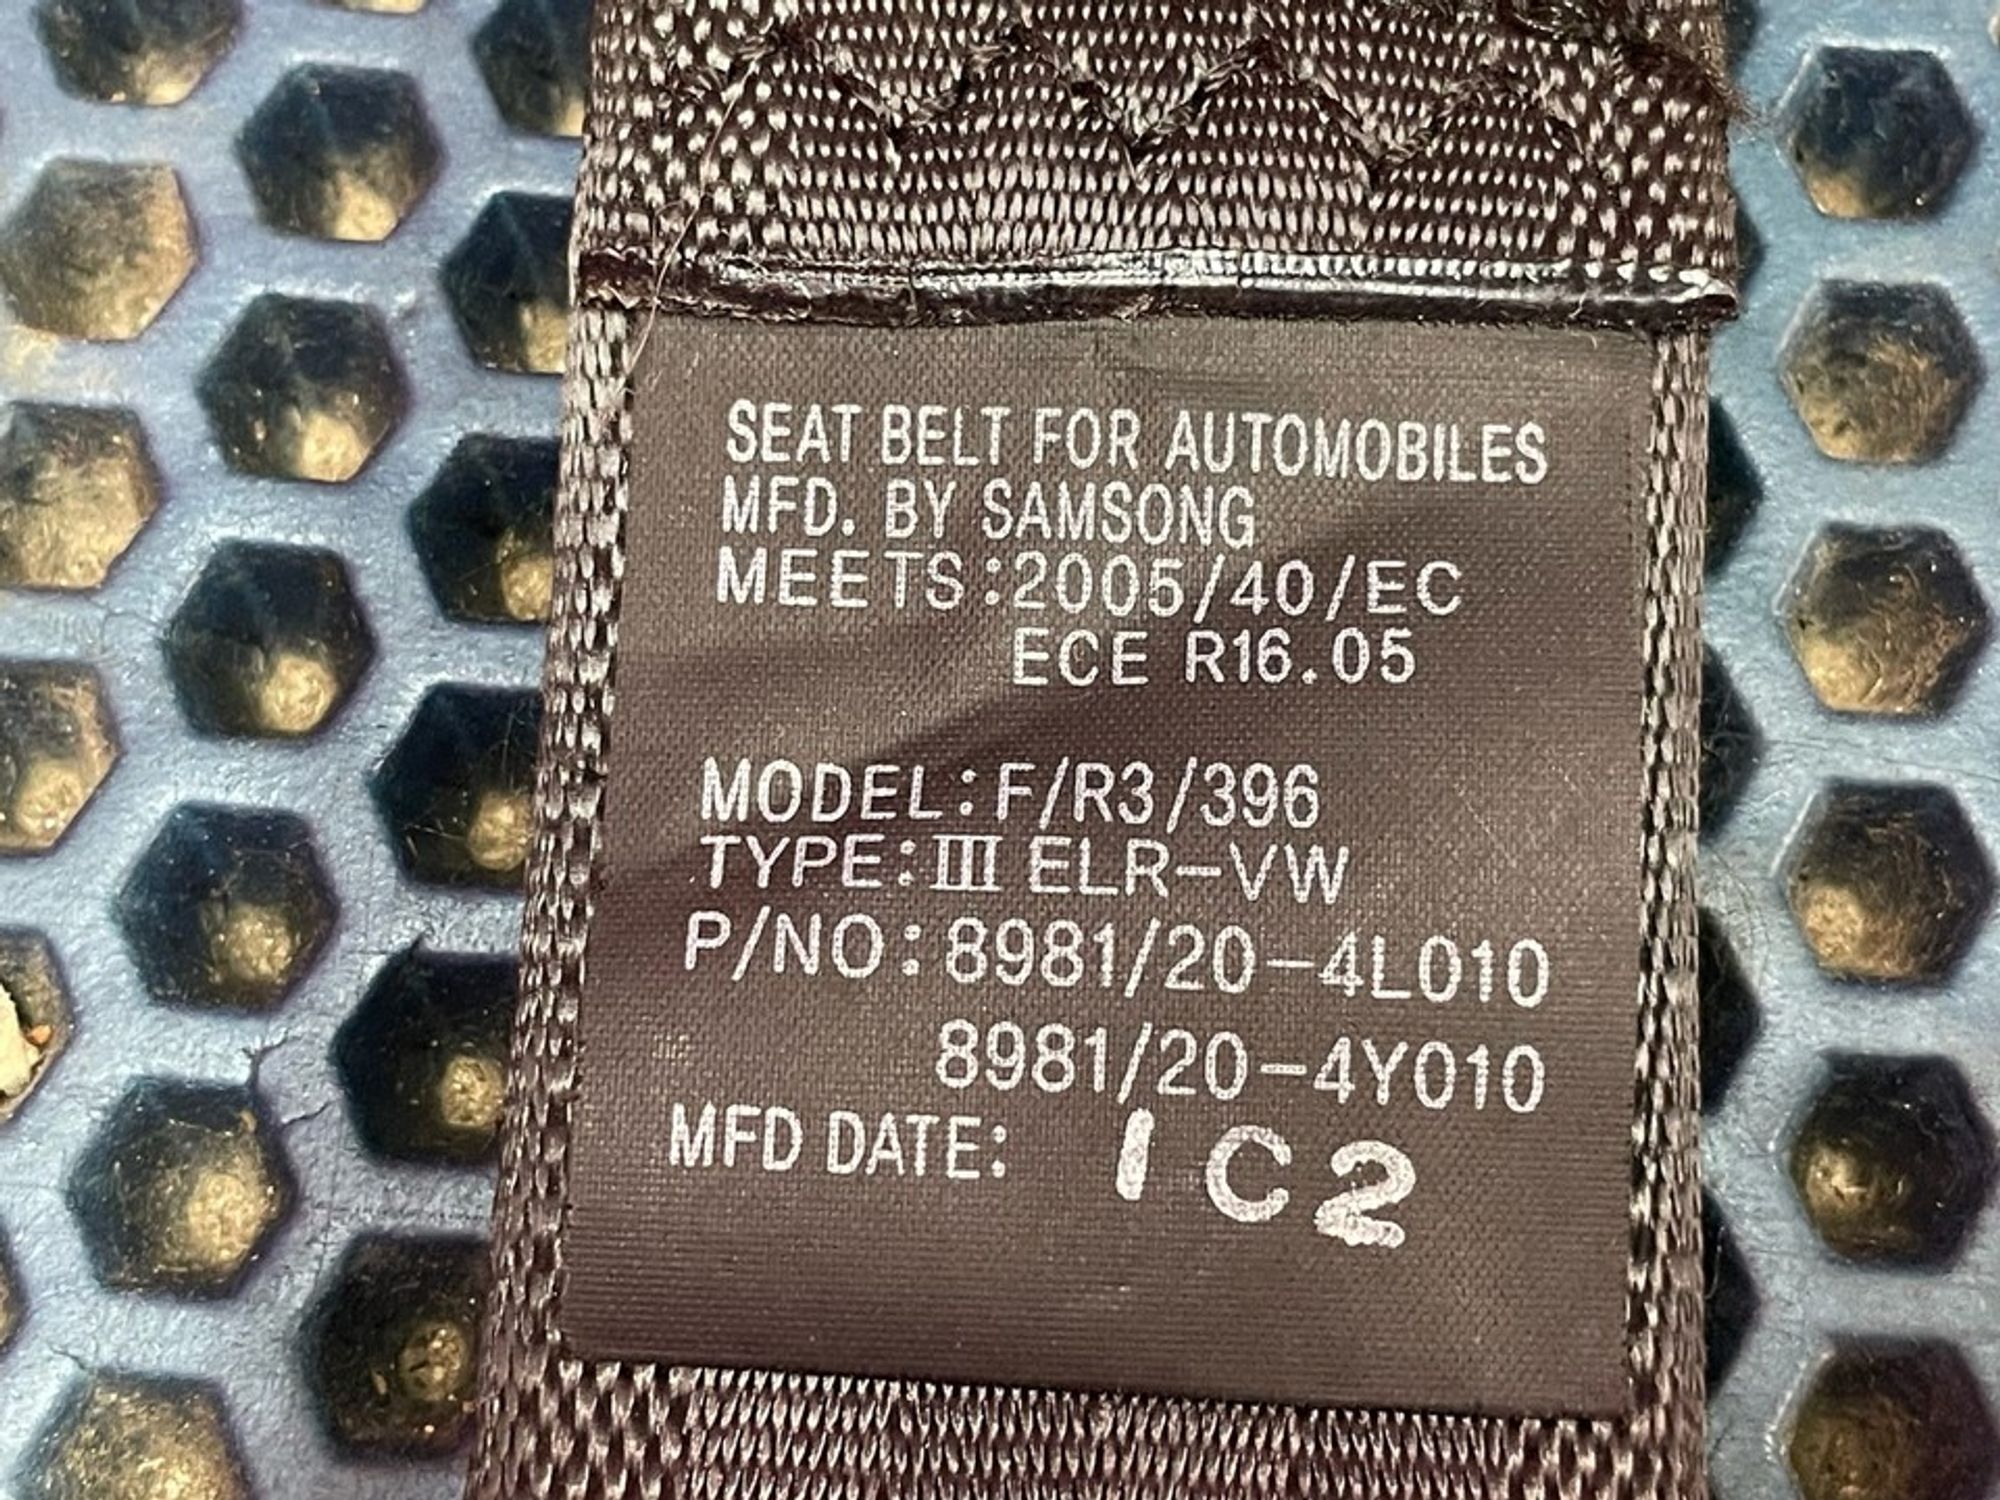 SEAT BELT FOR AUTOMOBILES
MFD. BY SAMSONG
MEETS:2005/40/EC
ECE R16.05
MODEL:F/R3/396
TYPE:III ELR-VW
P/NO:8981/20-4L010
8981/20-4Y010
MFD DATE: 1C2